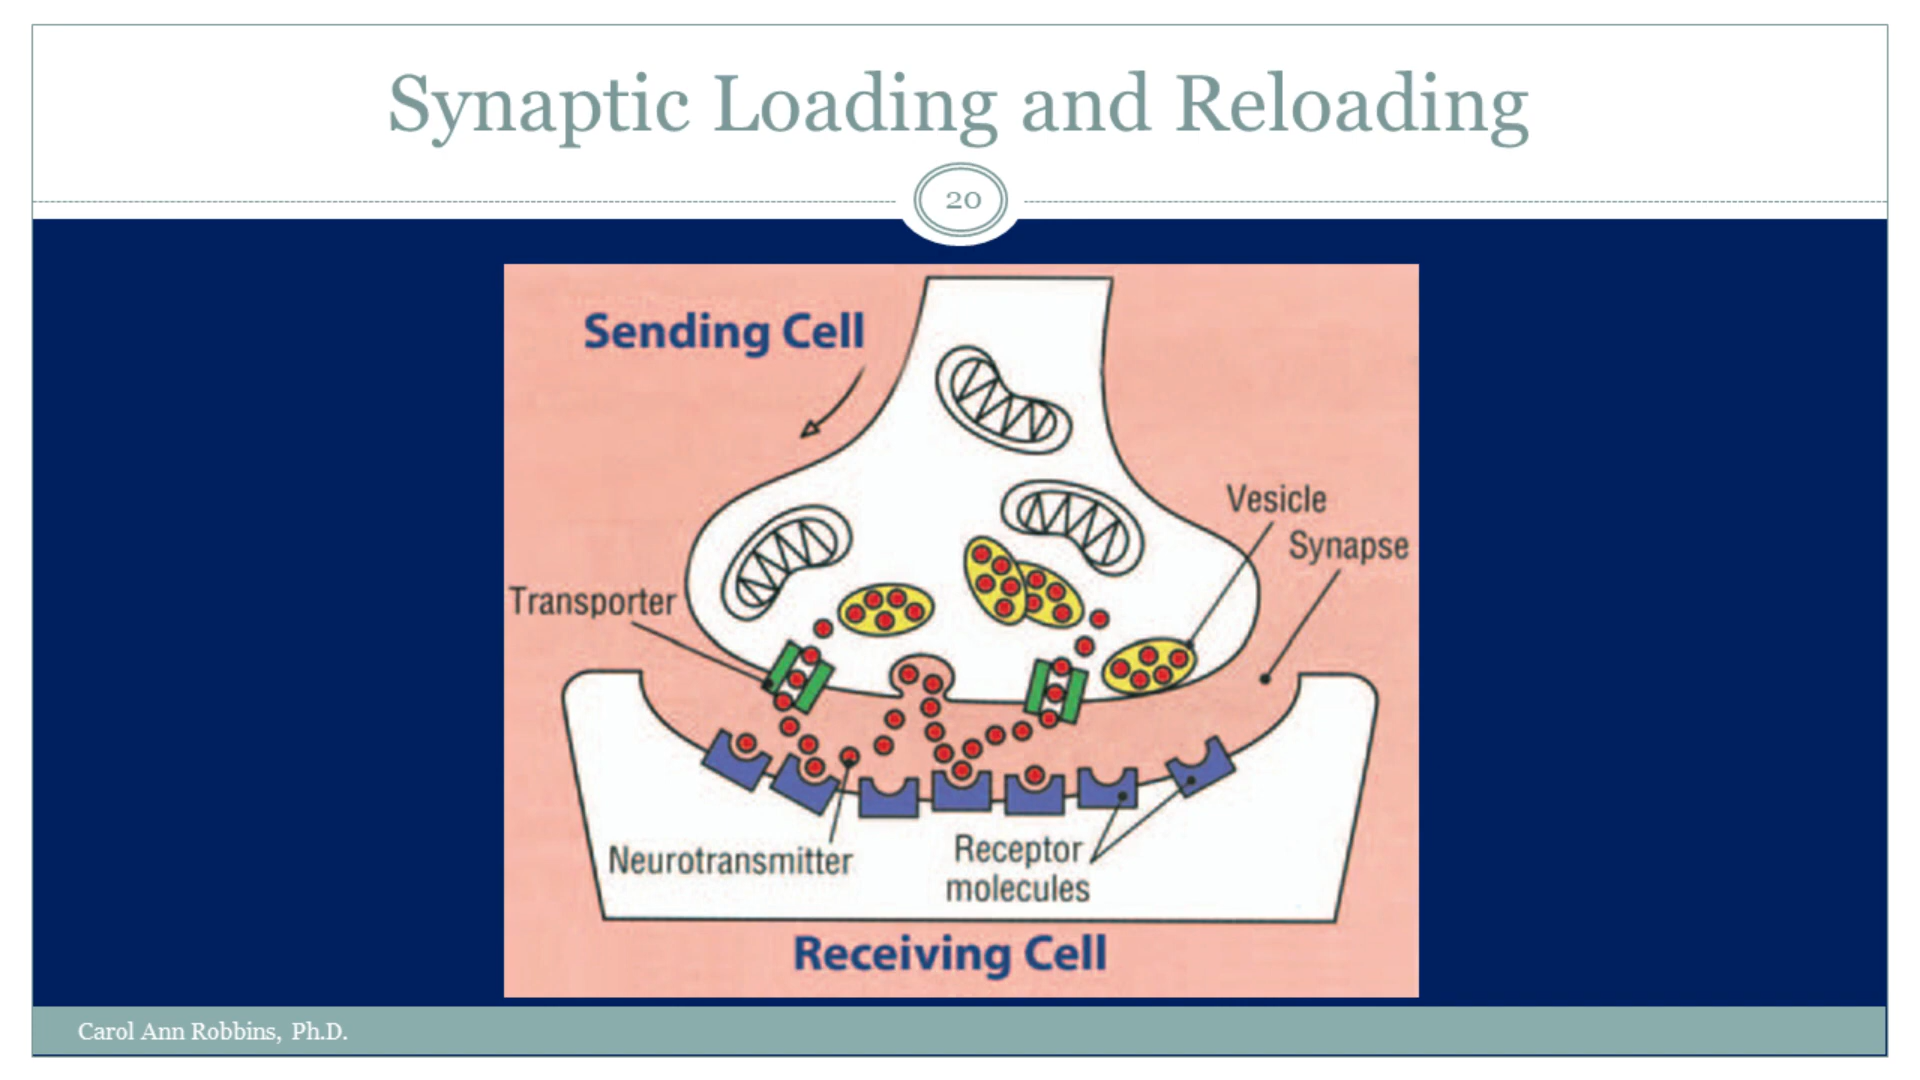 Synaptic Loading and Reloading
20
Sending Cell
Vesicle
Synapse
Transporter
Neurotransmitter
Receptor
molecules
Receiving Cell
Carol Ann Robbins, Ph.D.